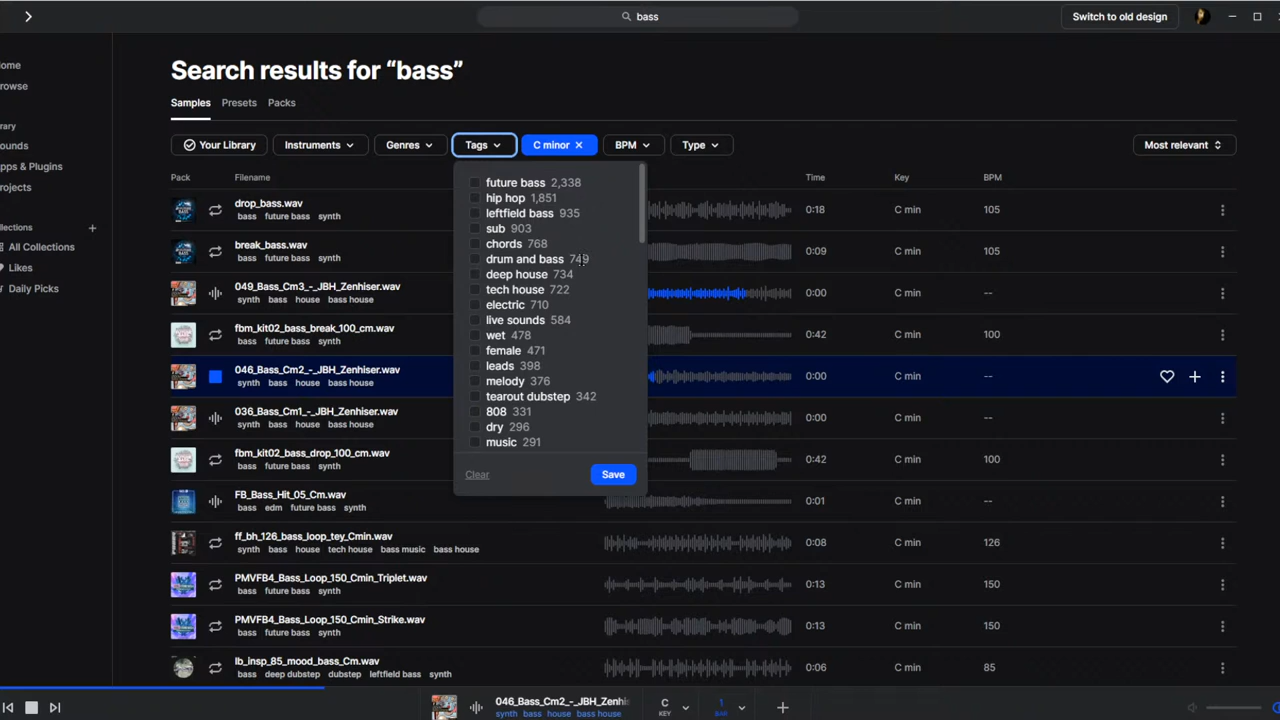 bass
Switch to old design
ome
rowse
rary
ounds
pps & Plugins
rojects
llections
All Collections
Likes
Daily Picks
Search results for “bass”
Samples Presets Packs
Your Library Instruments Genres Tags C minor × BPM Type Most relevant
Pack Filename Time Key BPM
drop_bass.wav 0:18 C min 105
bass future bass synth
break_bass.wav 0:09 C min 105
bass future bass synth
049_Bass_Cm3_-_JBH_Zenhiser.wav 0:00 C min --
synth bass house bass house
fbm_kit02_bass_break_100_cm.wav 0:42 C min 100
bass future bass synth
046_Bass_Cm2_-_JBH_Zenhiser.wav 0:00 C min --
synth bass house bass house
036_Bass_Cm1_-_JBH_Zenhiser.wav 0:00 C min --
synth bass house bass house
fbm_kit02_bass_drop_100_cm.wav 0:42 C min 100
bass future bass synth
FB_Bass_Hit_05_Cm.wav 0:01 C min --
bass edm future bass synth
ff_bh_126_bass_loop_tey_Cmin.wav 0:08 C min 126
synth bass house tech house bass music bass house
PMVFB4_Bass_Loop_150_Cmin_Triplet.wav 0:13 C min 150
bass future bass synth
PMVFB4_Bass_Loop_150_Cmin_Strike.wav 0:13 C min 150
bass future bass synth
lb_insp_85_mood_bass_Cm.wav 0:06 C min 85
bass deep dubstep dubstep leftfield bass synth
future bass 2,338
hip hop 1,851
leftfield bass 935
sub 903
chords 768
drum and bass 749
deep house 734
tech house 722
electric 710
live sounds 584
wet 478
female 471
leads 398
melody 376
tearout dubstep 342
808 331
dry 296
music 291
Clear Save
046_Bass_Cm2_-_JBH_Zenhi
synth bass house bass house
C
KEY
1
BAR